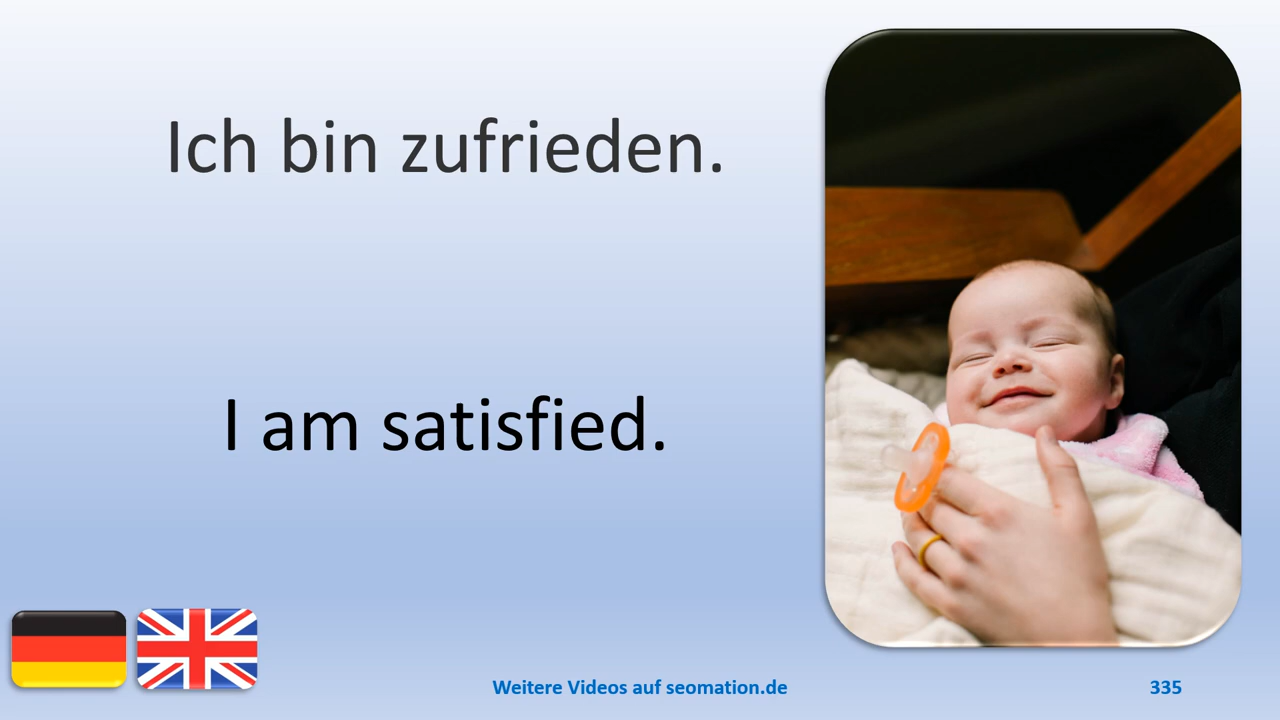 Ich bin zufrieden.
I am satisfied.
Weitere Videos auf seomation.de
335